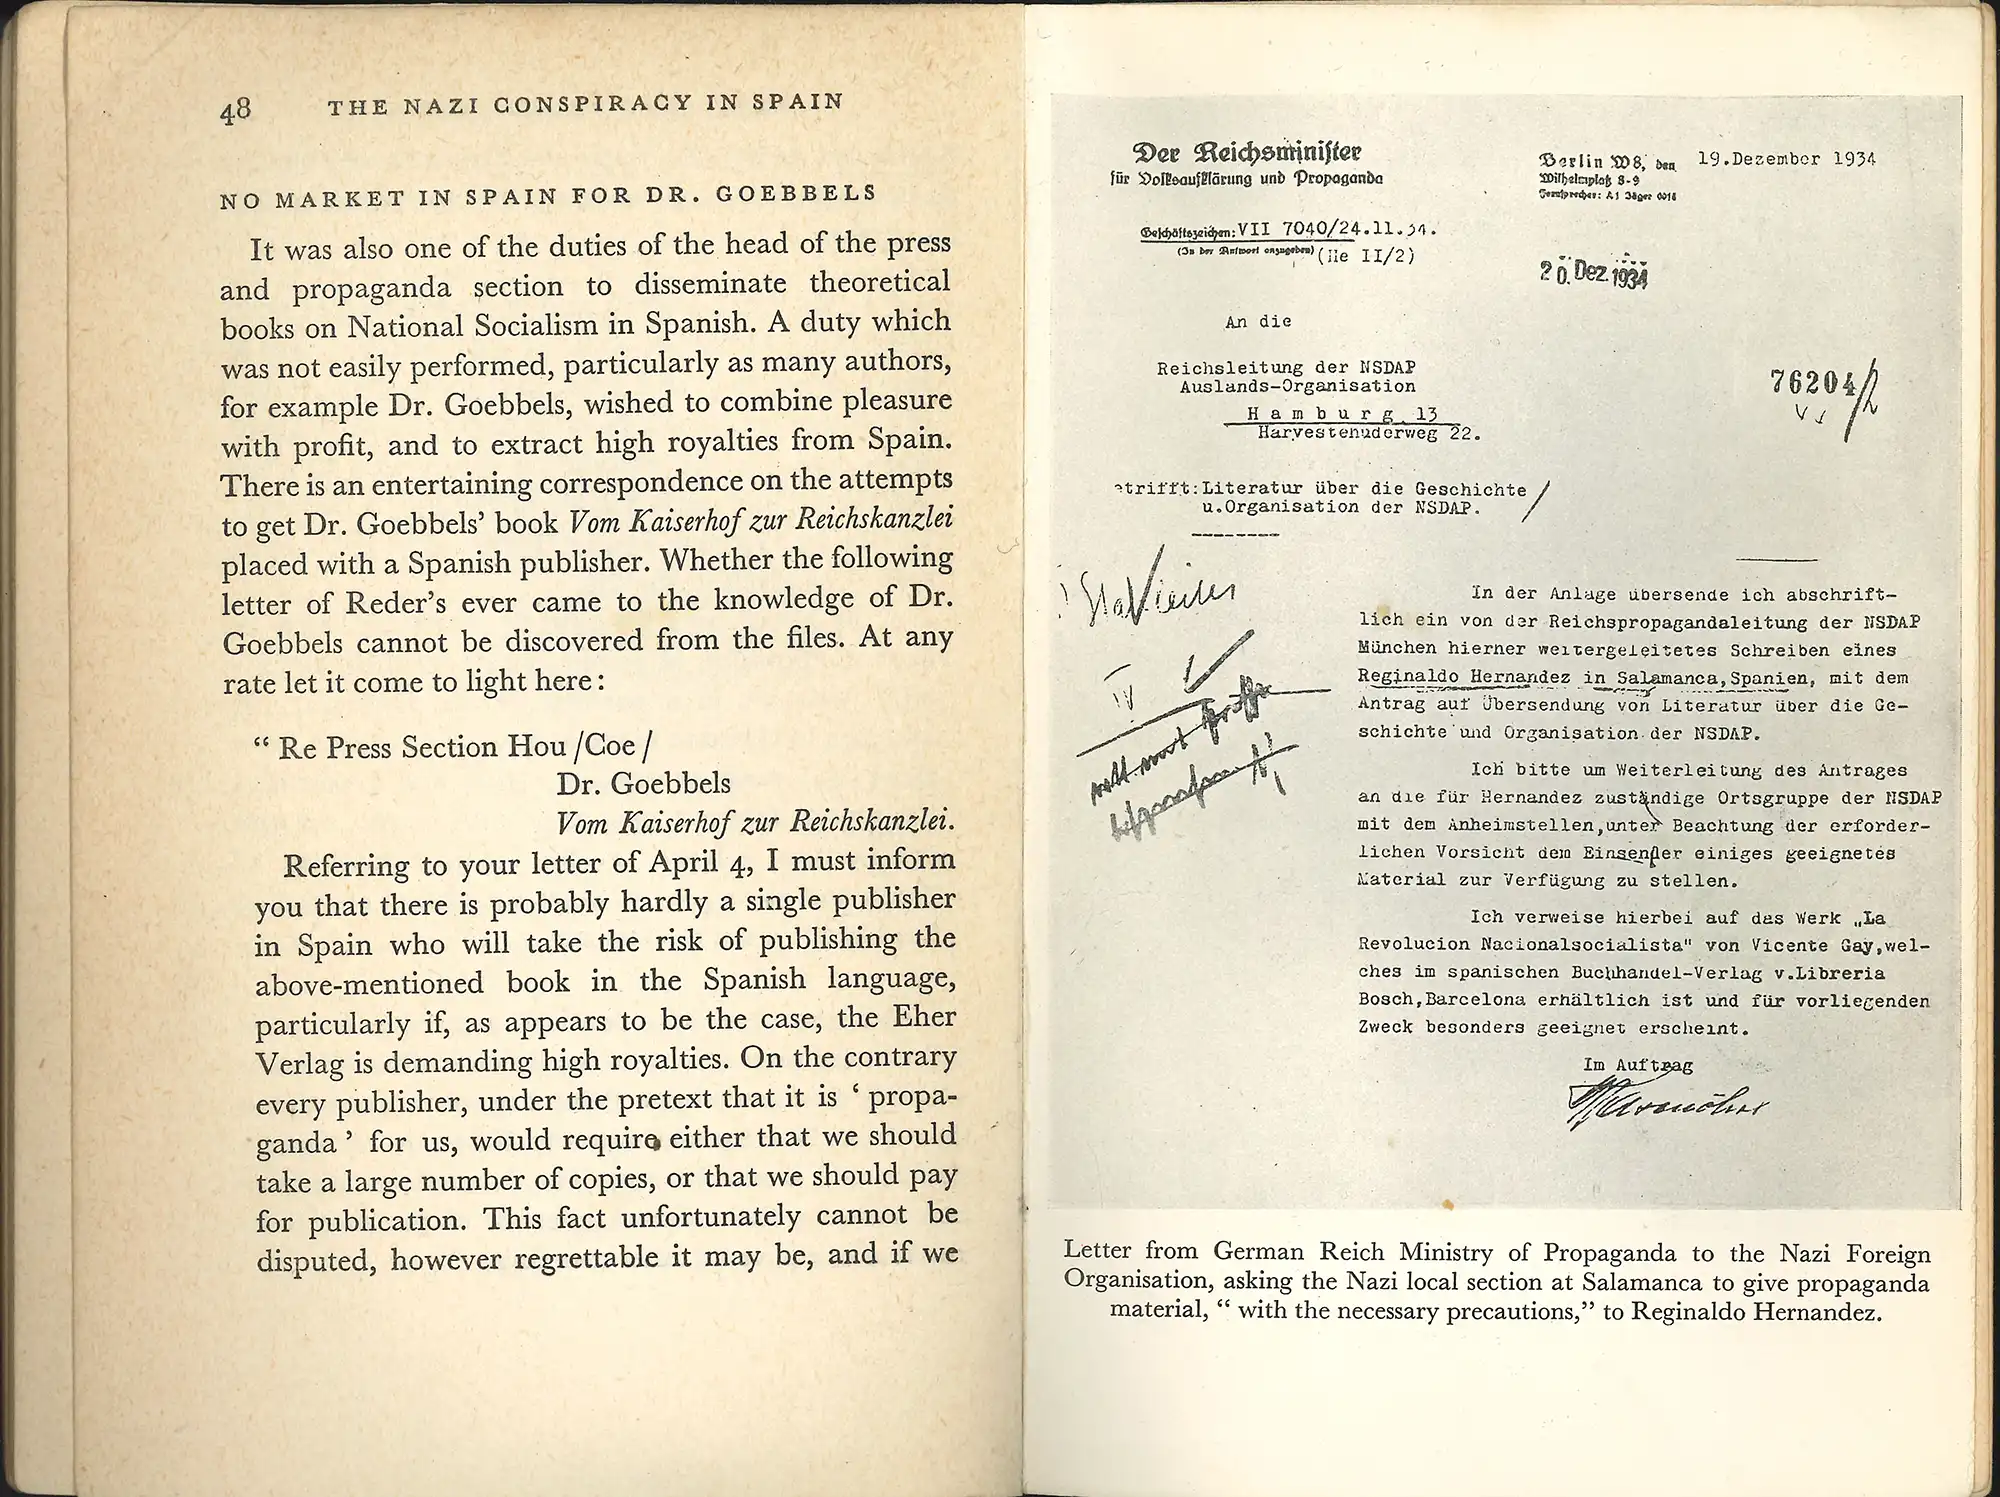 48 THE NAZI CONSPIRACY IN SPAIN
NO MARKET IN SPAIN FOR DR. GOEBBELS
It was also one of the duties of the head of the press
and propaganda section to disseminate theoretical
books on National Socialism in Spanish. A duty which
was not easily performed, particularly as many authors,
for example Dr. Goebbels, wished to combine pleasure
with profit, and to extract high royalties from Spain.
There is an entertaining correspondence on the attempts
to get Dr. Goebbels’ book Vom Kaiserhof zur Reichskanzlei
placed with a Spanish publisher. Whether the following
letter of Reder’s ever came to the knowledge of Dr.
Goebbels cannot be discovered from the files. At any
rate let it come to light here:
“ Re Press Section Hou/Coe/
Dr. Goebbels
Vom Kaiserhof zur Reichskanzlei.
Referring to your letter of April 4, I must inform
you that there is probably hardly a single publisher
in Spain who will take the risk of publishing the
above-mentioned book in the Spanish language,
particularly if, as appears to be the case, the Eher
Verlag is demanding high royalties. On the contrary
every publisher, under the pretext that it is ‘ propa-
ganda ’ for us, would require either that we should
take a large number of copies, or that we should pay
for publication. This fact unfortunately cannot be
disputed, however regrettable it may be, and if we
Der Reichsminister
für Volksaufklärung und Propaganda
Berlin W8, den 19.Dezember 1934
Wilhelmplatz 8-9
Fernsprecher: A1 Jäger 0014
Geschäftszeichen: VII 7040/24.11.34.
(In der Antwort anzugeben) (IIe II/2)
20. Dez. 1934
An die
Reichsleitung der NSDAP
Auslands-Organisation
Hamburg 13
Harvestehuderweg 22.
76204/2
etrifft:Literatur über die Geschichte
u.Organisation der NSDAP.
IV
In der Anlage übersende ich abschrift-
lich ein von der Reichspropagandaleitung der NSDAP
München hierher weitergeleitetes Schreiben eines
Reginaldo Hernandez in Salamanca,Spanien, mit dem
Antrag auf Übersendung von Literatur über die Ge-
schichte und Organisation der NSDAP.
Ich bitte um Weiterleitung des Antrages
an die für Hernandez zuständige Ortsgruppe der NSDAP
mit dem Anheimstellen,unter Beachtung der erforder-
lichen Vorsicht dem Einsender einiges geeignetes
Material zur Verfügung zu stellen.
Ich verweise hierbei auf das Werk „La
Revolucion Nacionalsocialista" von Vicente Gay,wel-
ches im spanischen Buchhandel-Verlag v.Libreria
Bosch,Barcelona erhältlich ist und für vorliegenden
Zweck besonders geeignet erscheint.
Im Auftrag
Letter from German Reich Ministry of Propaganda to the Nazi Foreign
Organisation, asking the Nazi local section at Salamanca to give propaganda
material, “ with the necessary precautions,” to Reginaldo Hernandez.